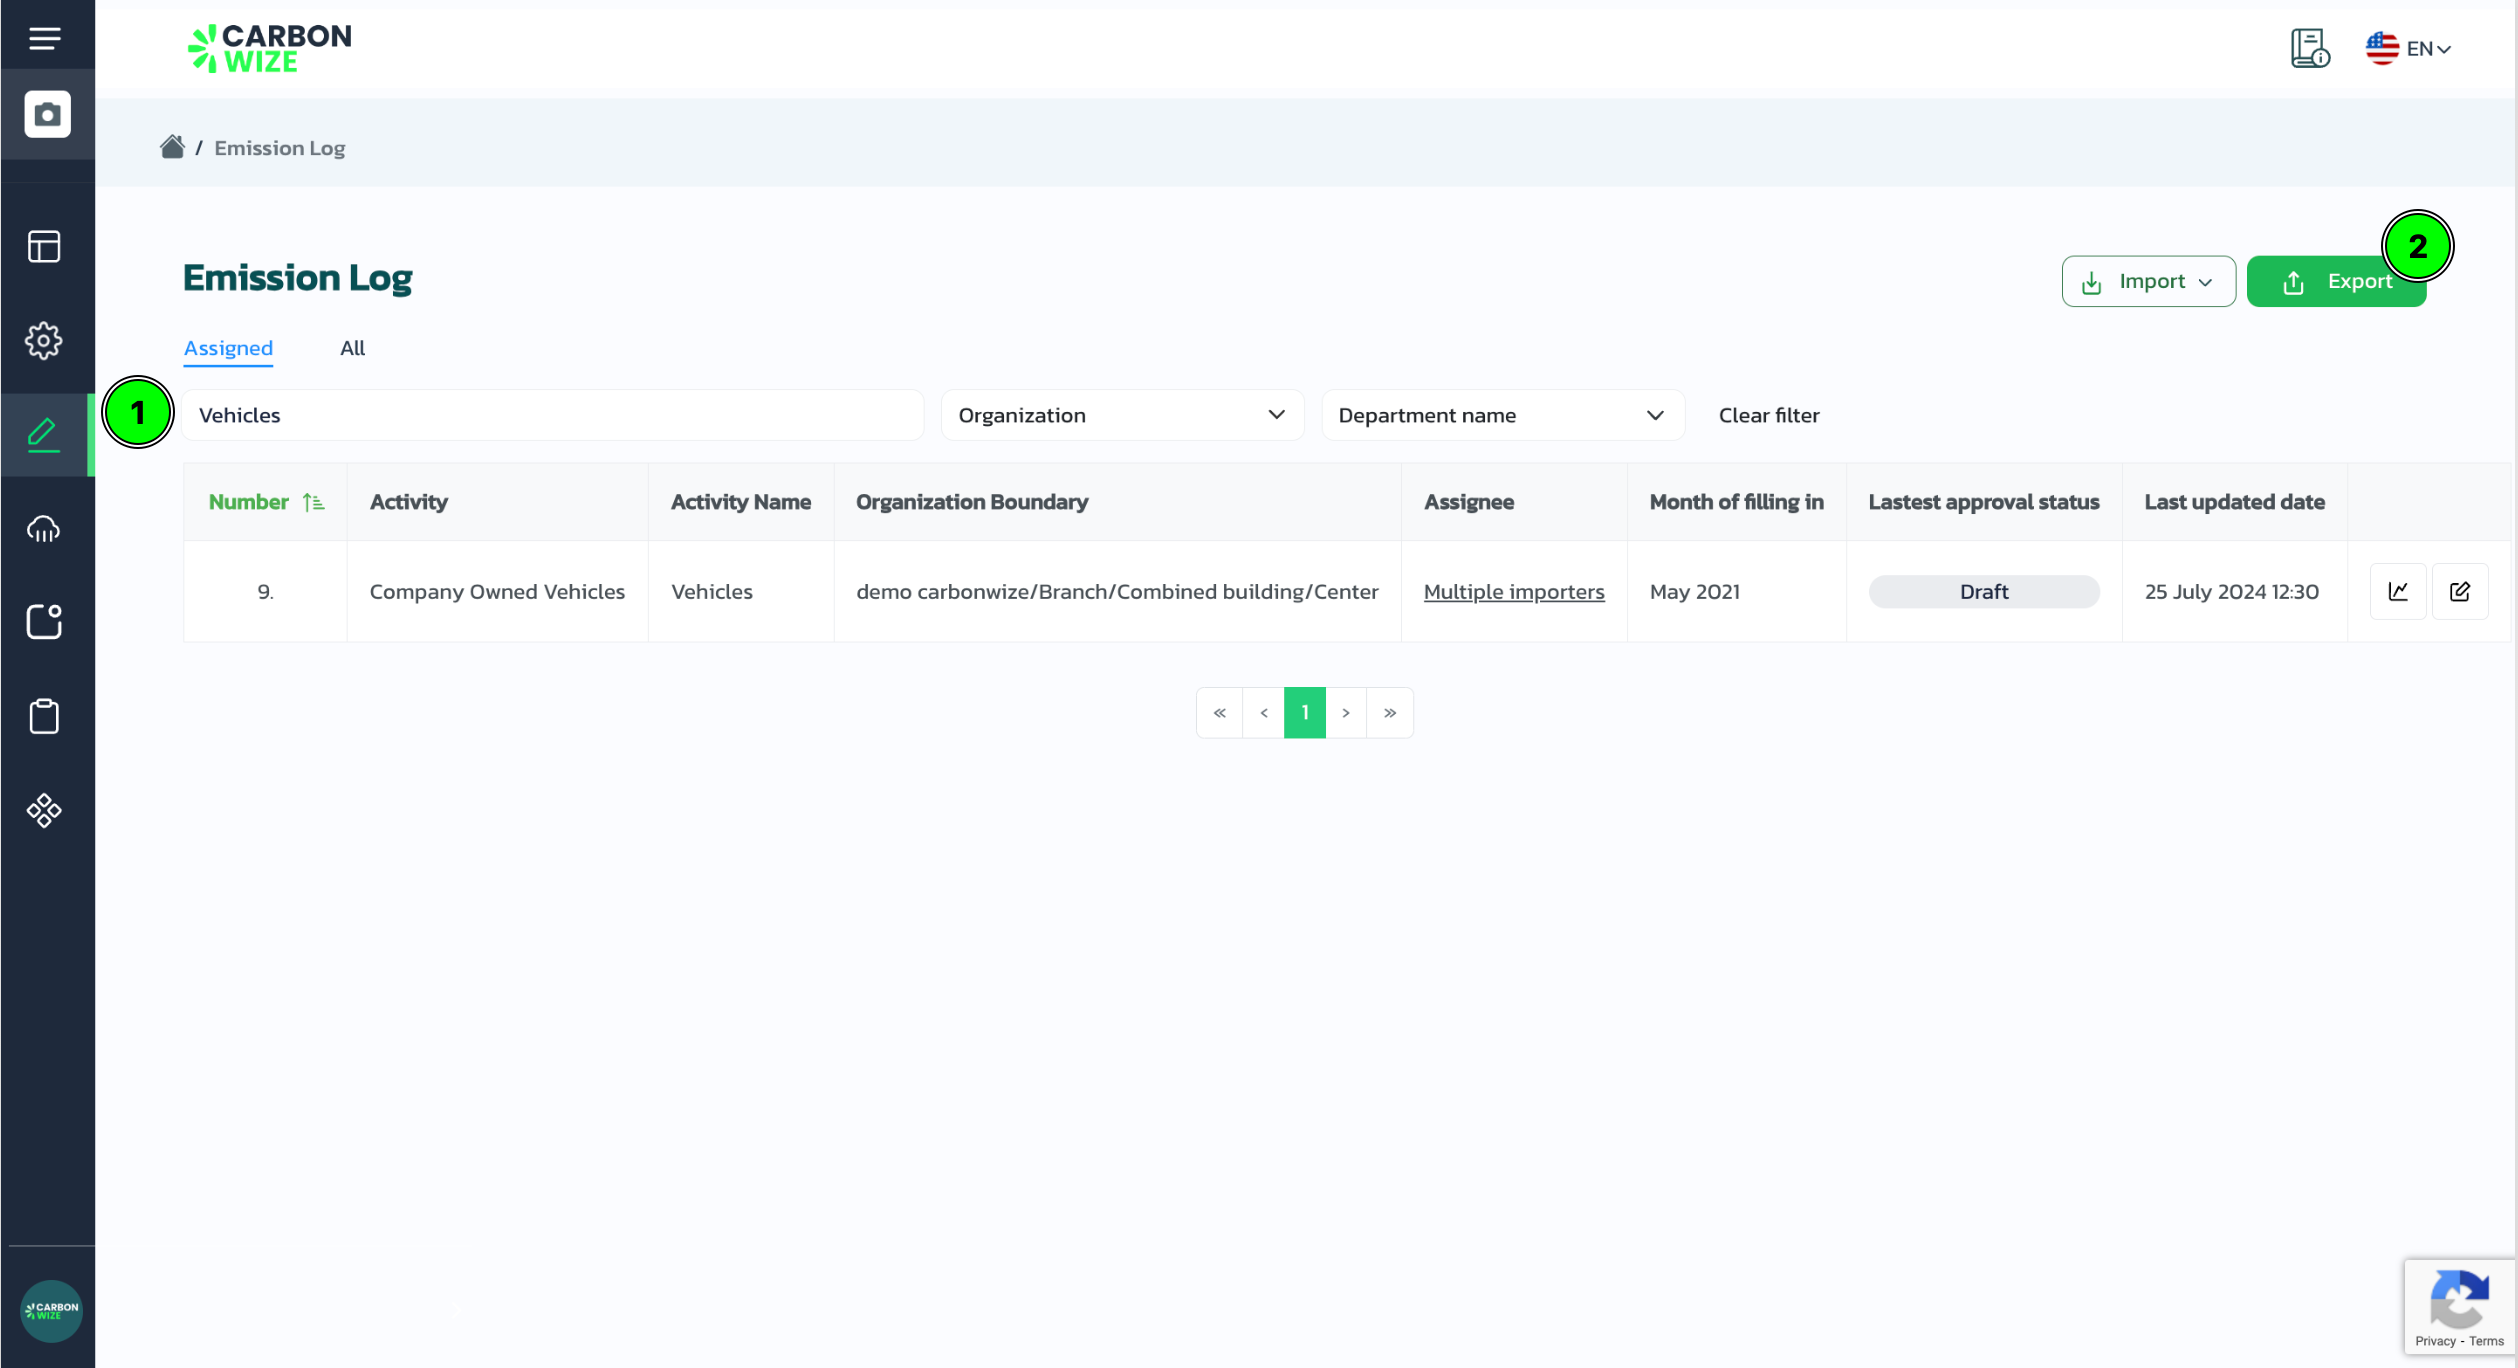 CARBON
WIZE
EN
/ Emission Log
Emission Log
Import
Export
2
Assigned
All
1
Vehicles
Organization
Department name
Clear filter
Number
Activity
Activity Name
Organization Boundary
Assignee
Month of filling in
Lastest approval status
Last updated date
9.
Company Owned Vehicles
Vehicles
demo carbonwize/Branch/Combined building/Center
Multiple importers
May 2021
Draft
25 July 2024 12:30
« < 1 > »
CARBON
WIZE
Privacy - Terms